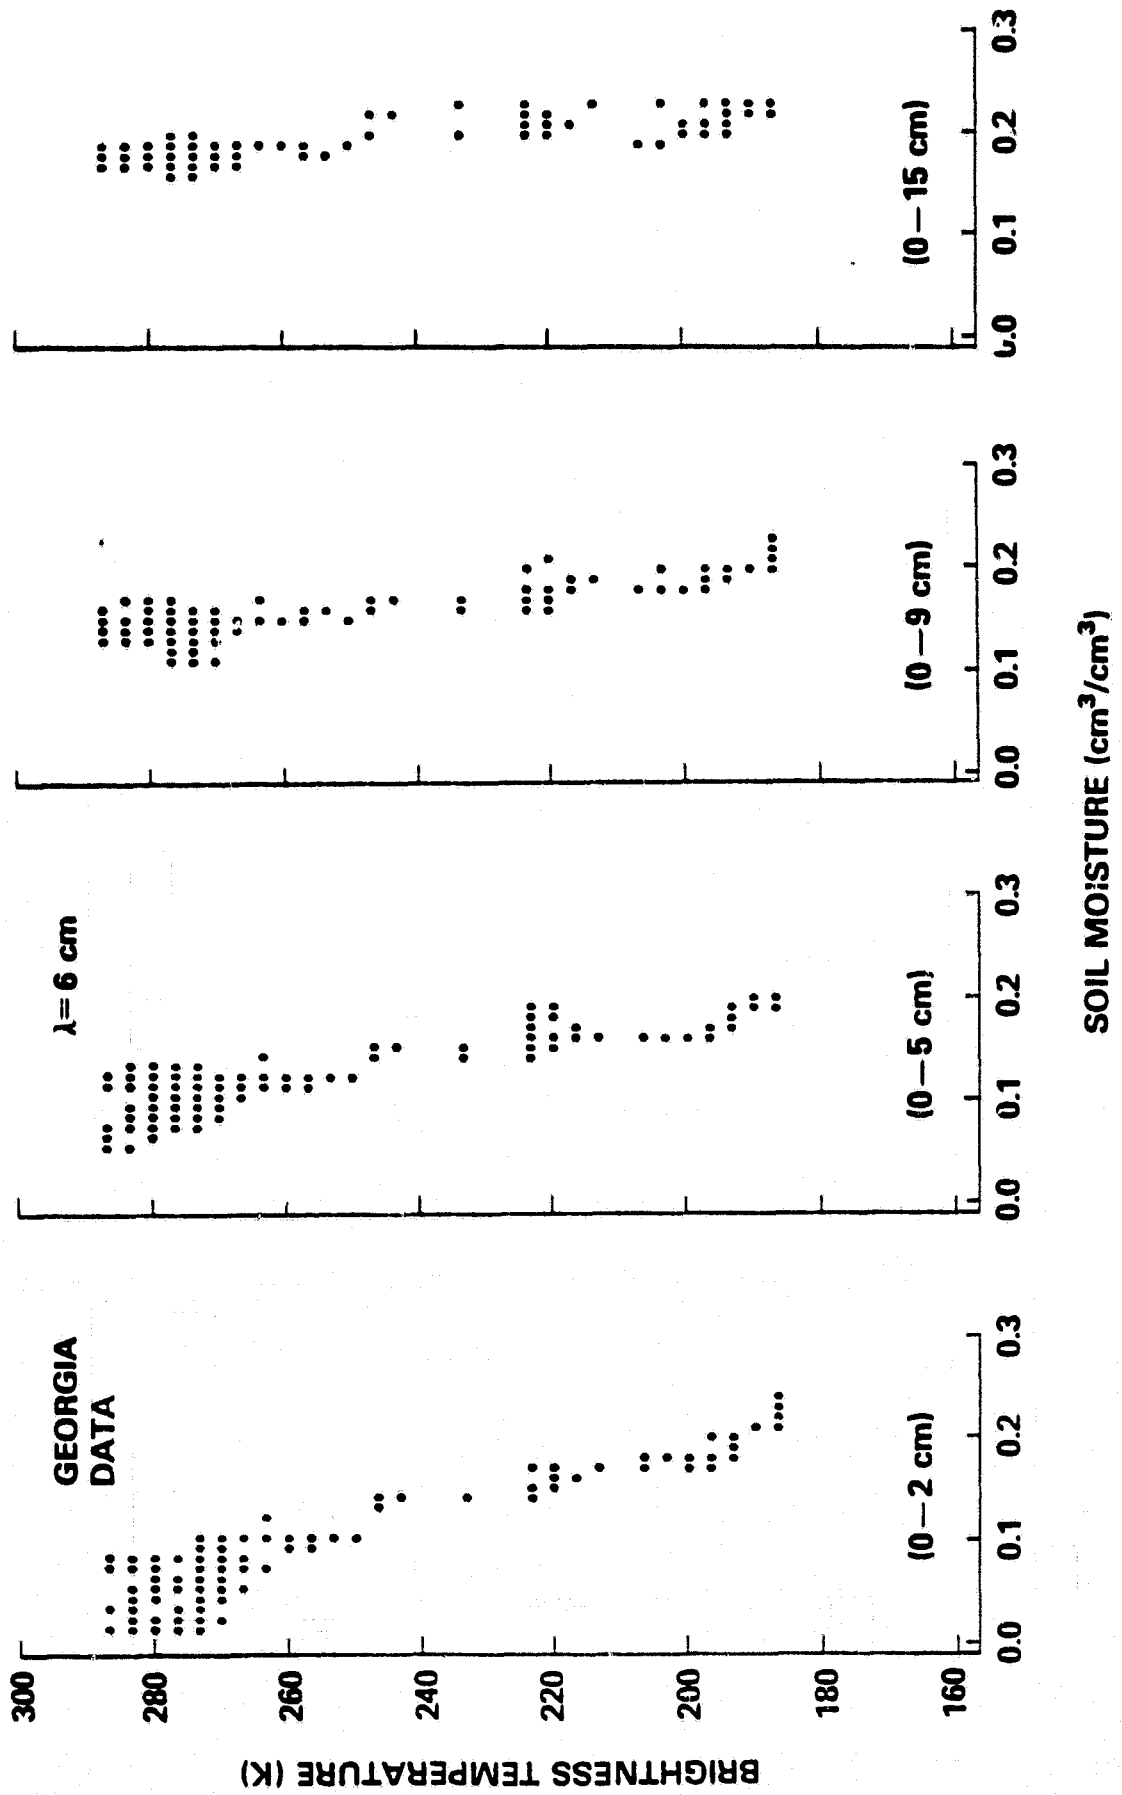 GEORGIA
DATA
λ= 6 cm
BRIGHTNESS TEMPERATURE (K)
300
280
260
240
220
200
180
160
(0—2 cm)
0.0 0.1 0.2 0.3
(0—5 cm)
0.0 0.1 0.2 0.3
(0—9 cm)
0.0 0.1 0.2 0.3
(0—15 cm)
0.0 0.1 0.2 0.3
SOIL MOISTURE (cm³/cm³)